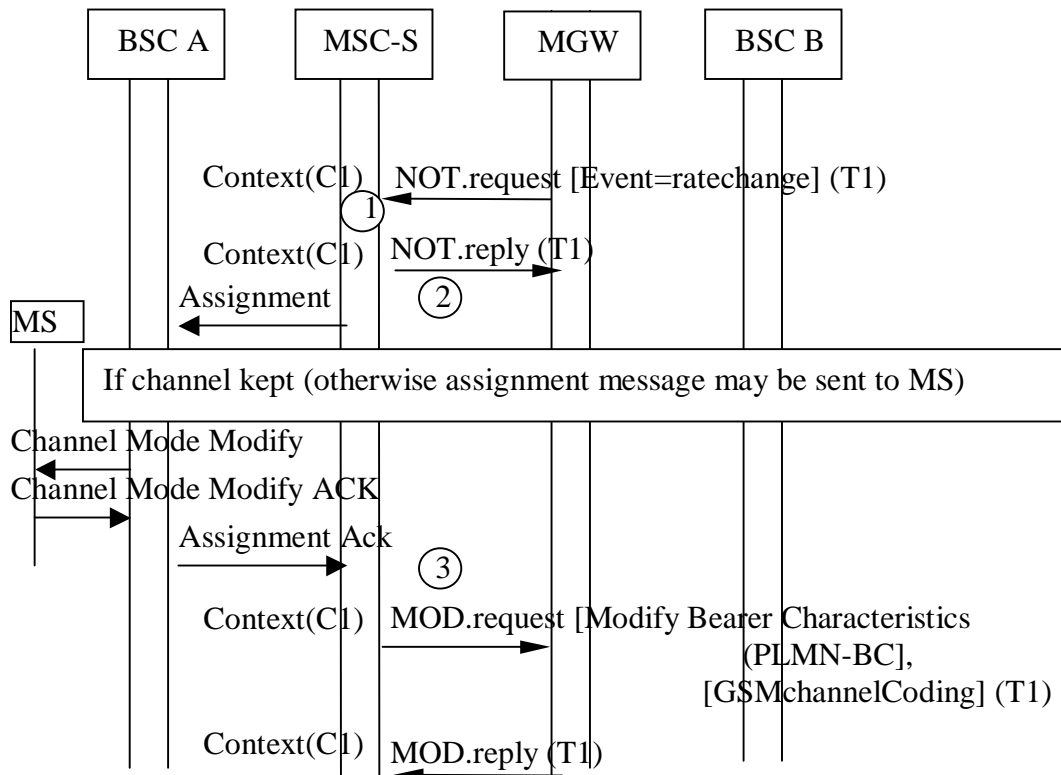 BSC A MSC-S MGW BSC B
Context(C1) NOT.request [Event=ratechange] (T1)
1
Context(C1) NOT.reply (T1)
2
Assignment
MS
If channel kept (otherwise assignment message may be sent to MS)
Channel Mode Modify
Channel Mode Modify ACK
Assignment Ack
3
Context(C1) MOD.request [Modify Bearer Characteristics
(PLMN-BC],
[GSMchannelCoding] (T1)
Context(C1) MOD.reply (T1)